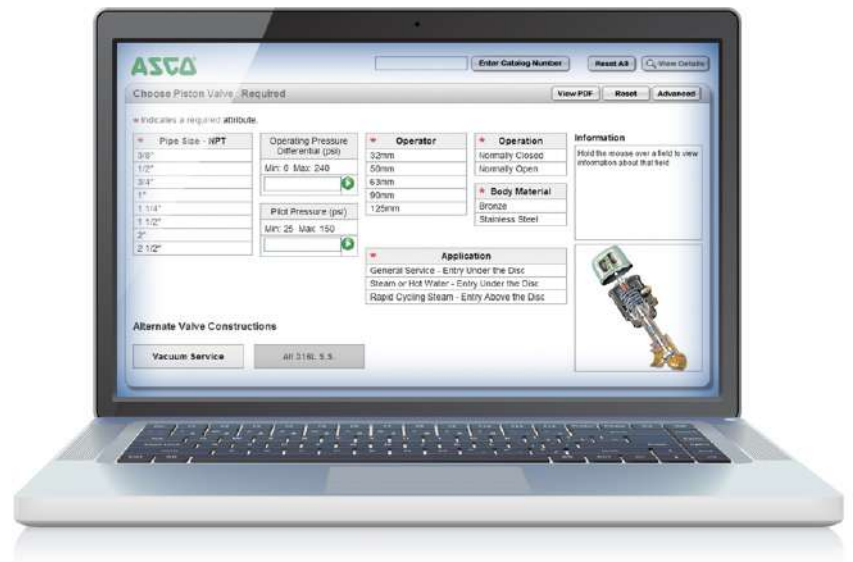 ASCO
Enter Catalog Number
Reset All
View Details
Choose Piston Valve : Required
View PDF
Reset
Advanced
* Indicates a required attribute.
* Pipe Size - NPT
3/8"
1/2"
3/4"
1"
1 1/4"
1 1/2"
2"
2 1/2"
Operating Pressure
Differential (psi)
Min: 0 Max: 240
Pilot Pressure (psi)
Min: 25 Max: 150
* Operator
32mm
50mm
63mm
90mm
125mm
* Operation
Normally Closed
Normally Open
* Body Material
Bronze
Stainless Steel
* Application
General Service - Entry Under the Disc
Steam or Hot Water - Entry Under the Disc
Rapid Cycling Steam - Entry Above the Disc
Information
Hold the mouse over a field to view
information about that field
Alternate Valve Constructions
Vacuum Service
All 316L S.S.